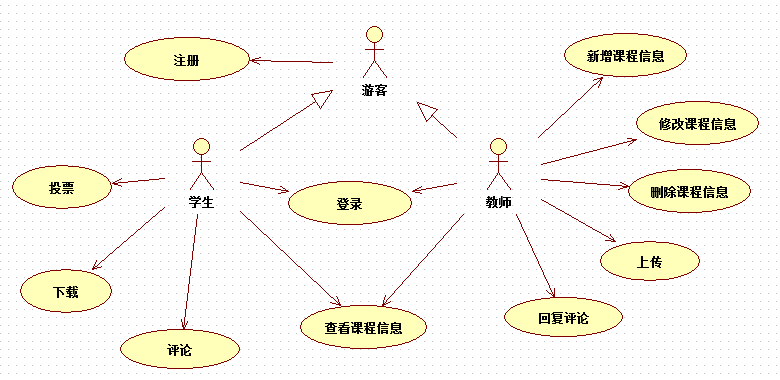 注册
游客
新增课程信息
修改课程信息
投票
学生
登录
教师
删除课程信息
下载
上传
评论
查看课程信息
回复评论